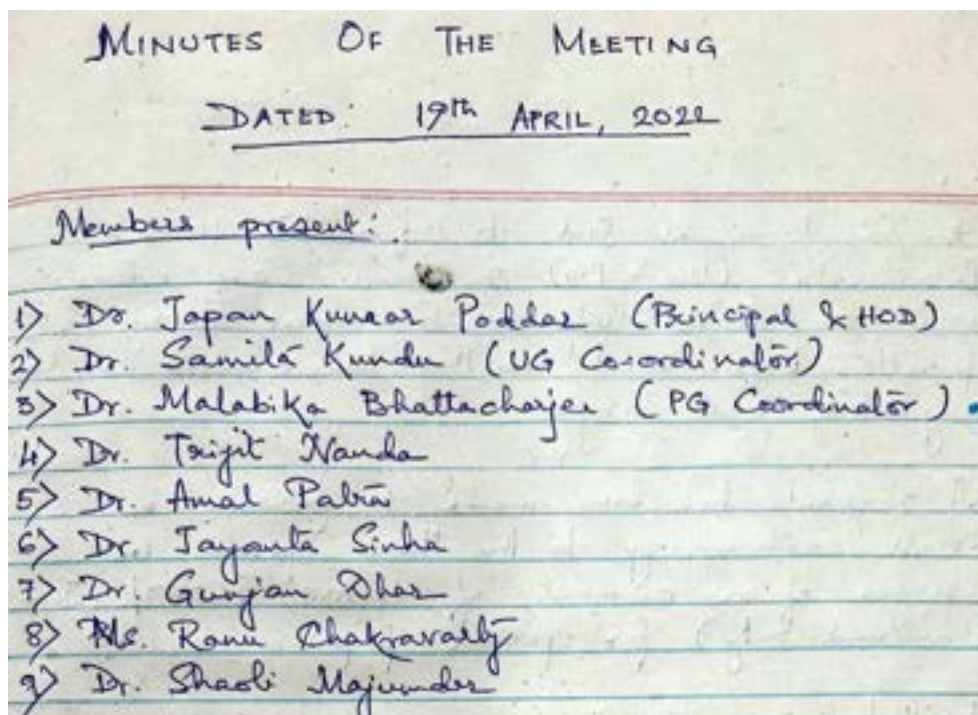 MINUTES OF THE MEETING
DATED: 19th APRIL, 2022
Members present:
1) Dr. Tapan Kumar Poddar (Principal & HOD)
2) Dr. Samita Kundu (UG Co-ordinator)
3) Dr. Malabika Bhattacharjee (PG Coordinator)
4) Dr. Trijit Nanda
5) Dr. Amal Patra
6) Dr. Jayanta Sinha
7) Dr. Gunjan Dhar
8) Ms. Ranu Chakravarty
9) Dr. Shaoli Majumder